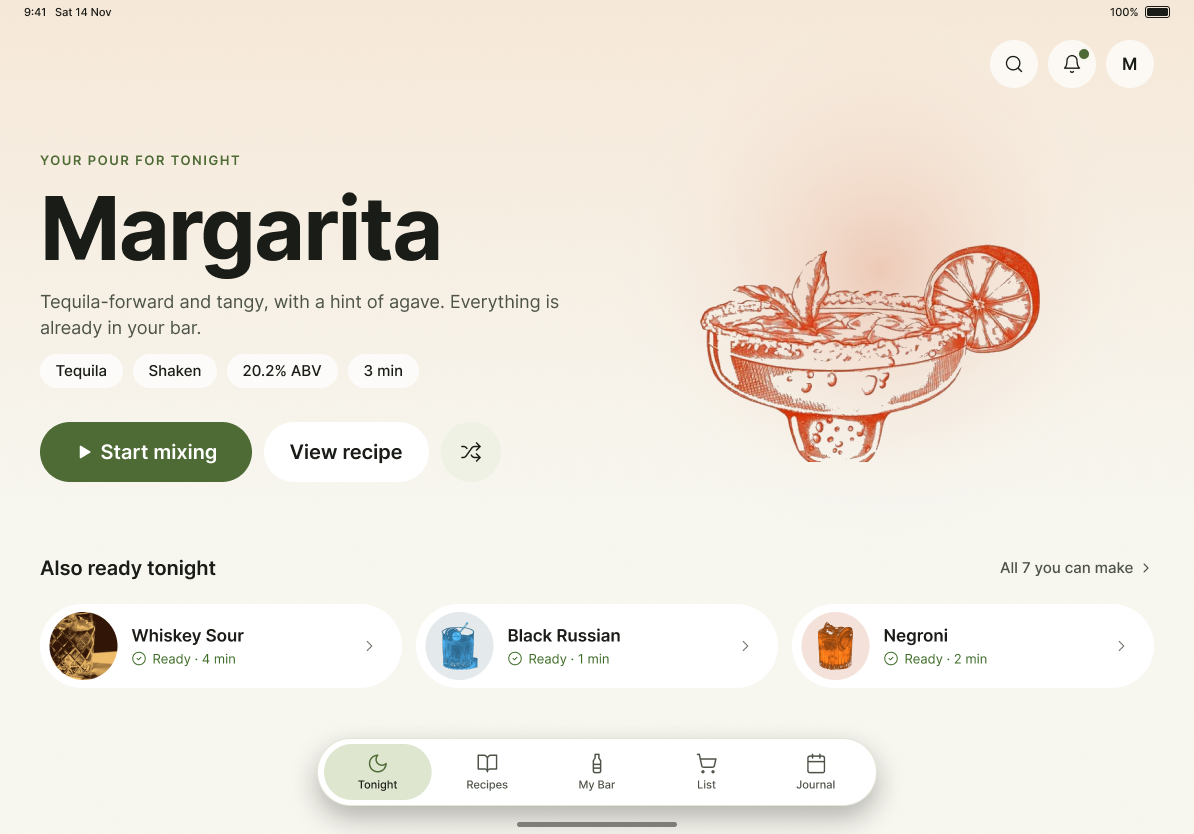 9:41 Sat 14 Nov
100%
M
YOUR POUR FOR TONIGHT
Margarita
Tequila-forward and tangy, with a hint of agave. Everything is
already in your bar.
Tequila
Shaken
20.2% ABV
3 min
Start mixing
View recipe
Also ready tonight
All 7 you can make
Whiskey Sour
Ready · 4 min
Black Russian
Ready · 1 min
Negroni
Ready · 2 min
Tonight
Recipes
My Bar
List
Journal